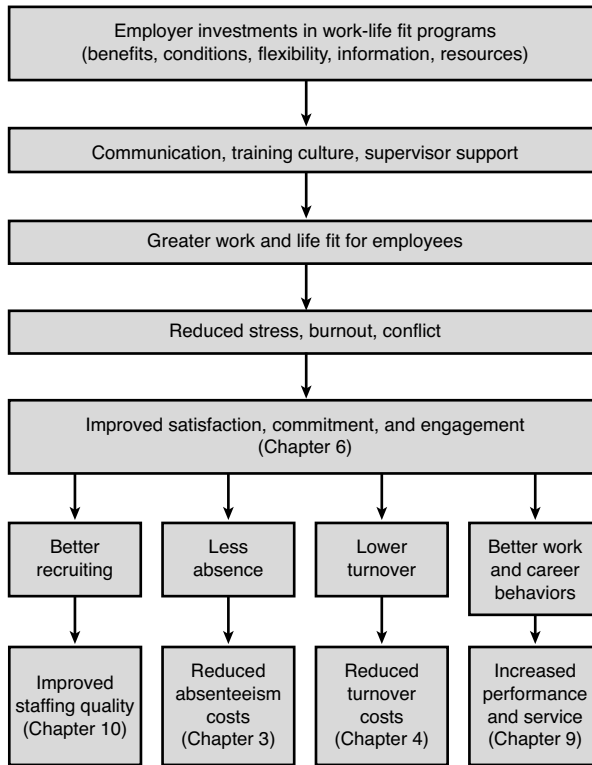 Employer investments in work-life fit programs
(benefits, conditions, flexibility, information, resources)
Communication, training culture, supervisor support
Greater work and life fit for employees
Reduced stress, burnout, conflict
Improved satisfaction, commitment, and engagement
(Chapter 6)
Better
recruiting
Less
absence
Lower
turnover
Better work
and career
behaviors
Improved
staffing quality
(Chapter 10)
Reduced
absenteeism
costs
(Chapter 3)
Reduced
turnover
costs
(Chapter 4)
Increased
performance
and service
(Chapter 9)